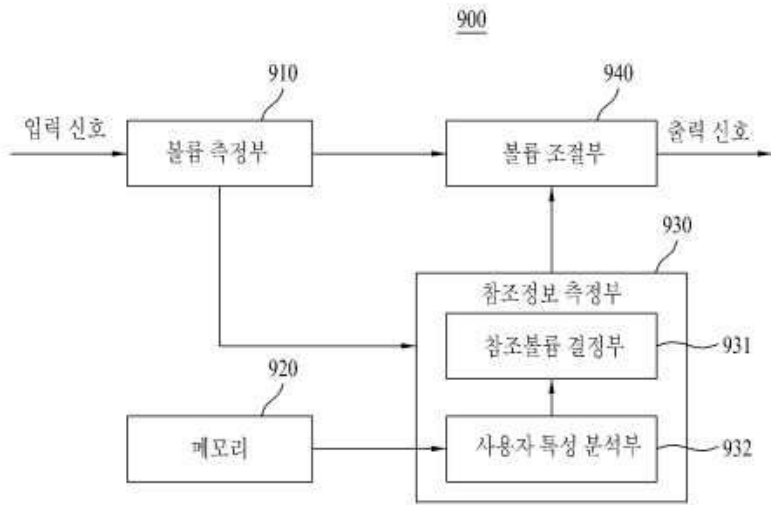 900
910
940
입력 신호
볼륨 측정부
볼륨 조절부
출력 신호
930
참조정보 측정부
참조볼륨 결정부
931
920
메모리
사용자 특성 분석부
932